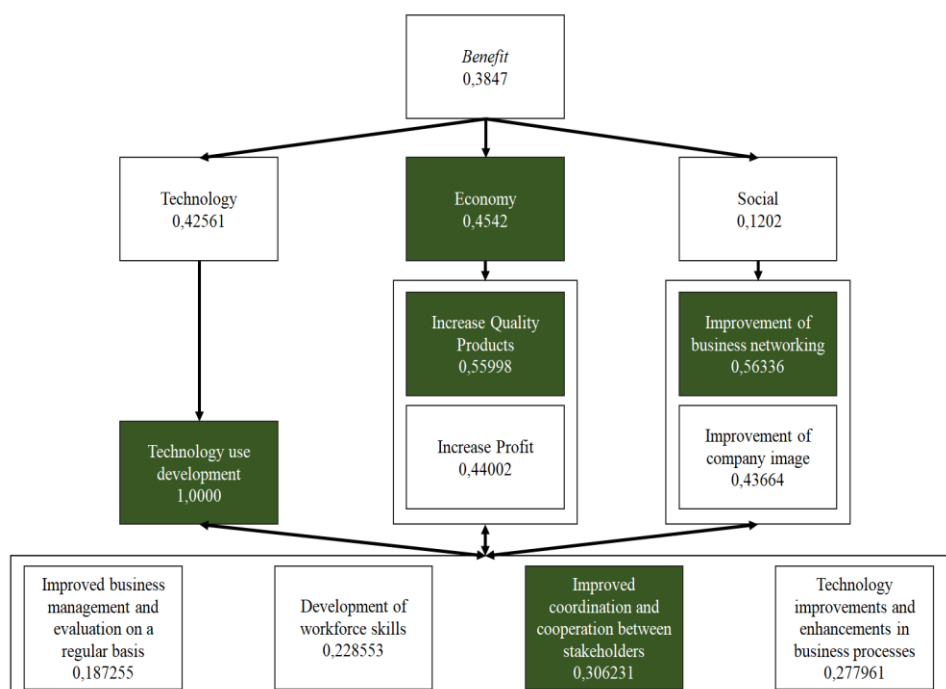 Benefit
0,3847
Technology
0,42561
Economy
0,4542
Social
0,1202
Increase Quality
Products
0,55998
Improvement of
business networking
0,56336
Technology use
development
1,0000
Increase Profit
0,44002
Improvement of
company image
0,43664
Improved business
management and
evaluation on a
regular basis
0,187255
Development of
workforce skills
0,228553
Improved
coordination and
cooperation between
stakeholders
0,306231
Technology
improvements and
enhancements in
business processes
0,277961